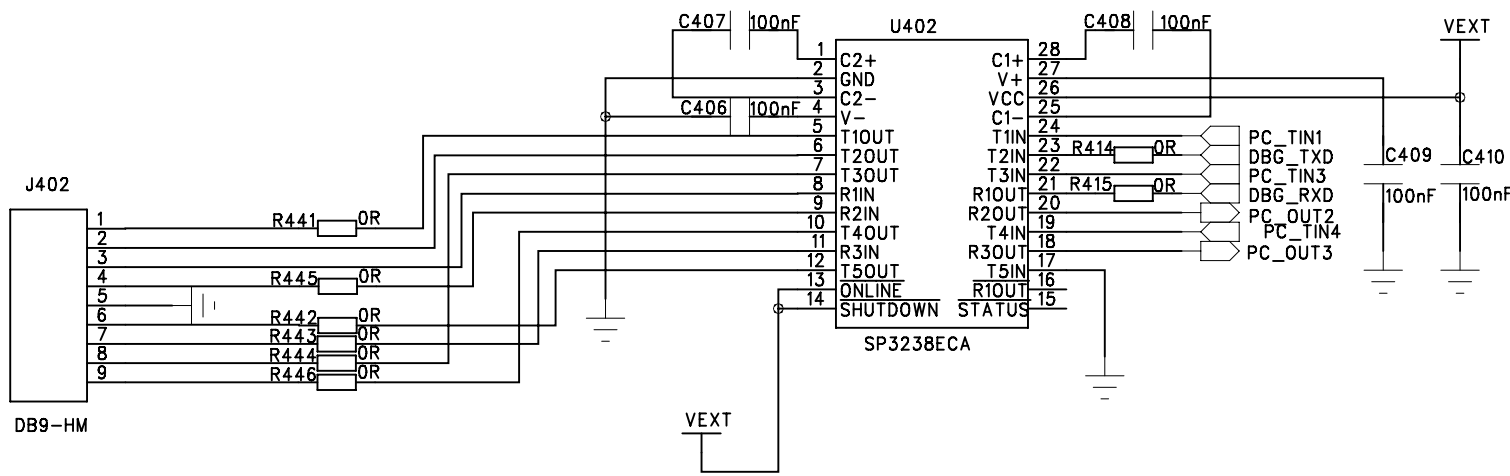 C407 100nF
U402
C408 100nF
VEXT
1 C2+ C1+ 28
2 GND V+ 27
3 C2- VCC 26
C406 100nF
4 V- C1- 25
5 T1OUT T1IN 24 PC_TIN1
6 T2OUT T2IN 23 R414 0R DBG_TXD
7 T3OUT T3IN 22 PC_TIN3
8 R1IN R1OUT 21 R415 0R DBG_RXD
9 R2IN R2OUT 20 PC_OUT2
10 T4OUT T4IN 19 PC_TIN4
11 R3IN R3OUT 18 PC_OUT3
12 T5OUT T5IN 17
13 ONLINE R1OUT 16
14 SHUTDOWN STATUS 15
SP3238ECA
C409 100nF
C410 100nF
J402
1 R441 0R
2
3
4 R445 0R
5
6 R442 0R
7 R443 0R
8 R444 0R
9 R446 0R
DB9-HM
VEXT